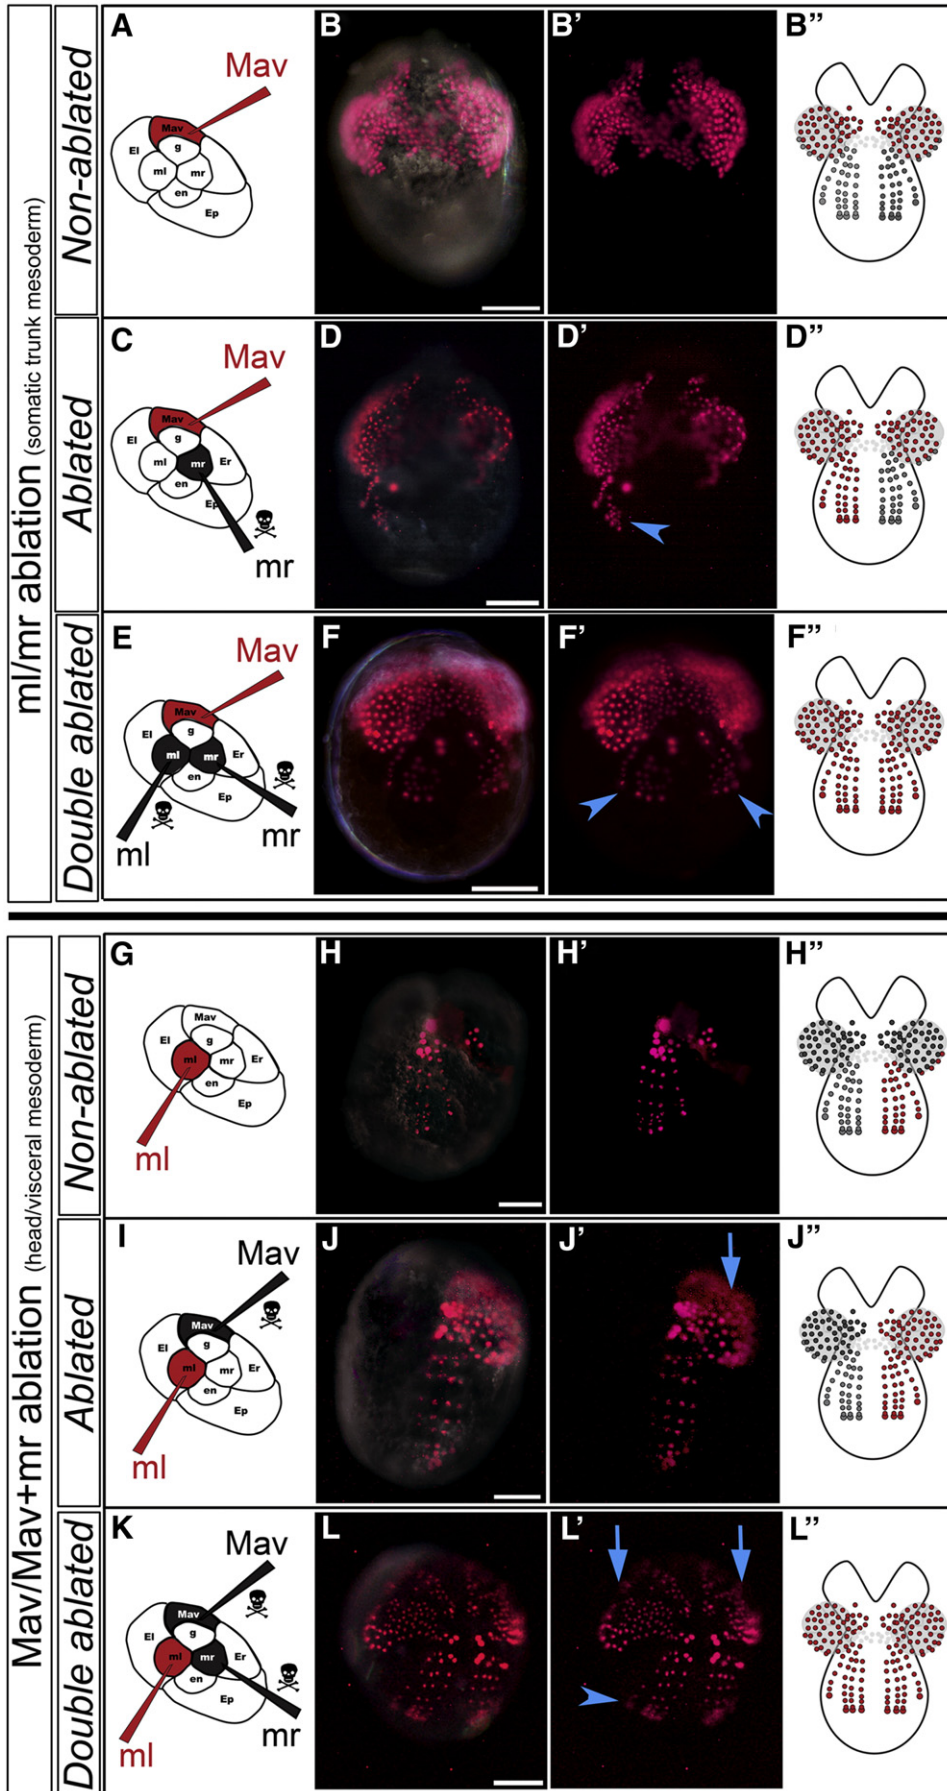 ml/mr ablation (somatic trunk mesoderm)
Non-ablated
A
Mav
Mav
El
g
ml
mr
en
Ep
B
B’
B”
Ablated
C
Mav
Mav
El
g
ml
mr
Er
en
Ep
mr
D
D’
D”
Double ablated
E
Mav
Mav
El
g
ml
mr
Er
en
Ep
ml
mr
F
F’
F”
Mav/Mav+mr ablation (head/visceral mesoderm)
Non-ablated
G
Mav
El
g
ml
mr
Er
en
Ep
ml
H
H’
H”
Ablated
I
Mav
Mav
El
g
ml
mr
Er
en
Ep
ml
J
J’
J”
Double ablated
K
Mav
Mav
El
g
ml
mr
Er
en
Ep
ml
mr
L
L’
L”